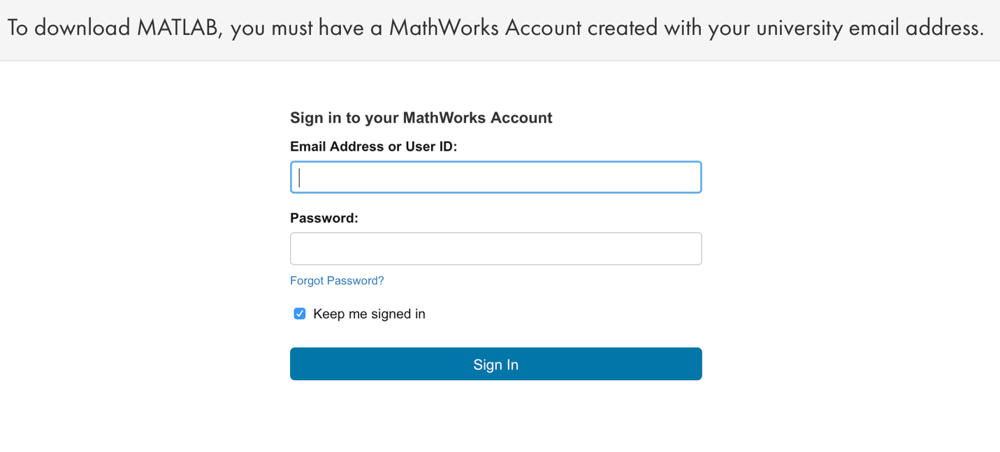 To download MATLAB, you must have a MathWorks Account created with your university email address.
Sign in to your MathWorks Account
Email Address or User ID:
Password:
Forgot Password?
Keep me signed in
Sign In